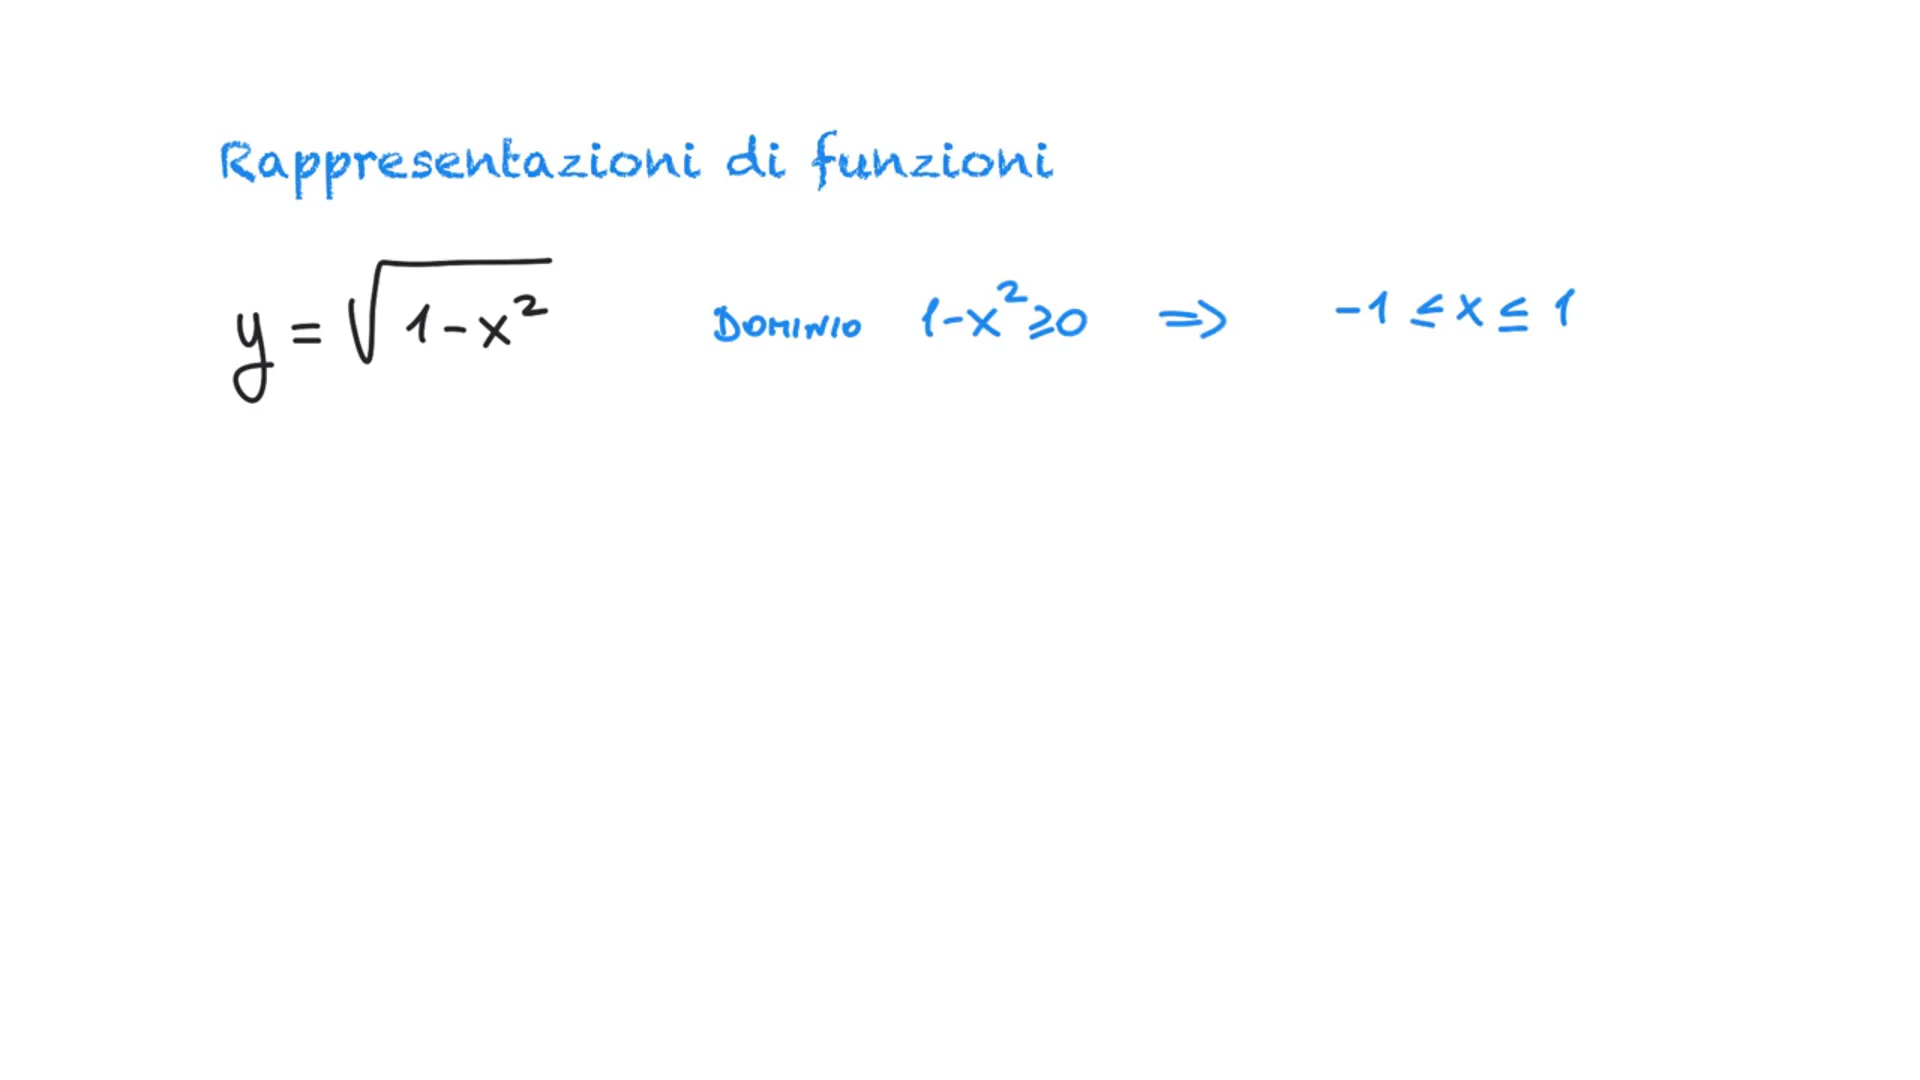 Rappresentazioni di funzioni
y = √(1-x²) DOMINIO 1-x²⩾0 ⇒ -1 ≤ x ≤ 1